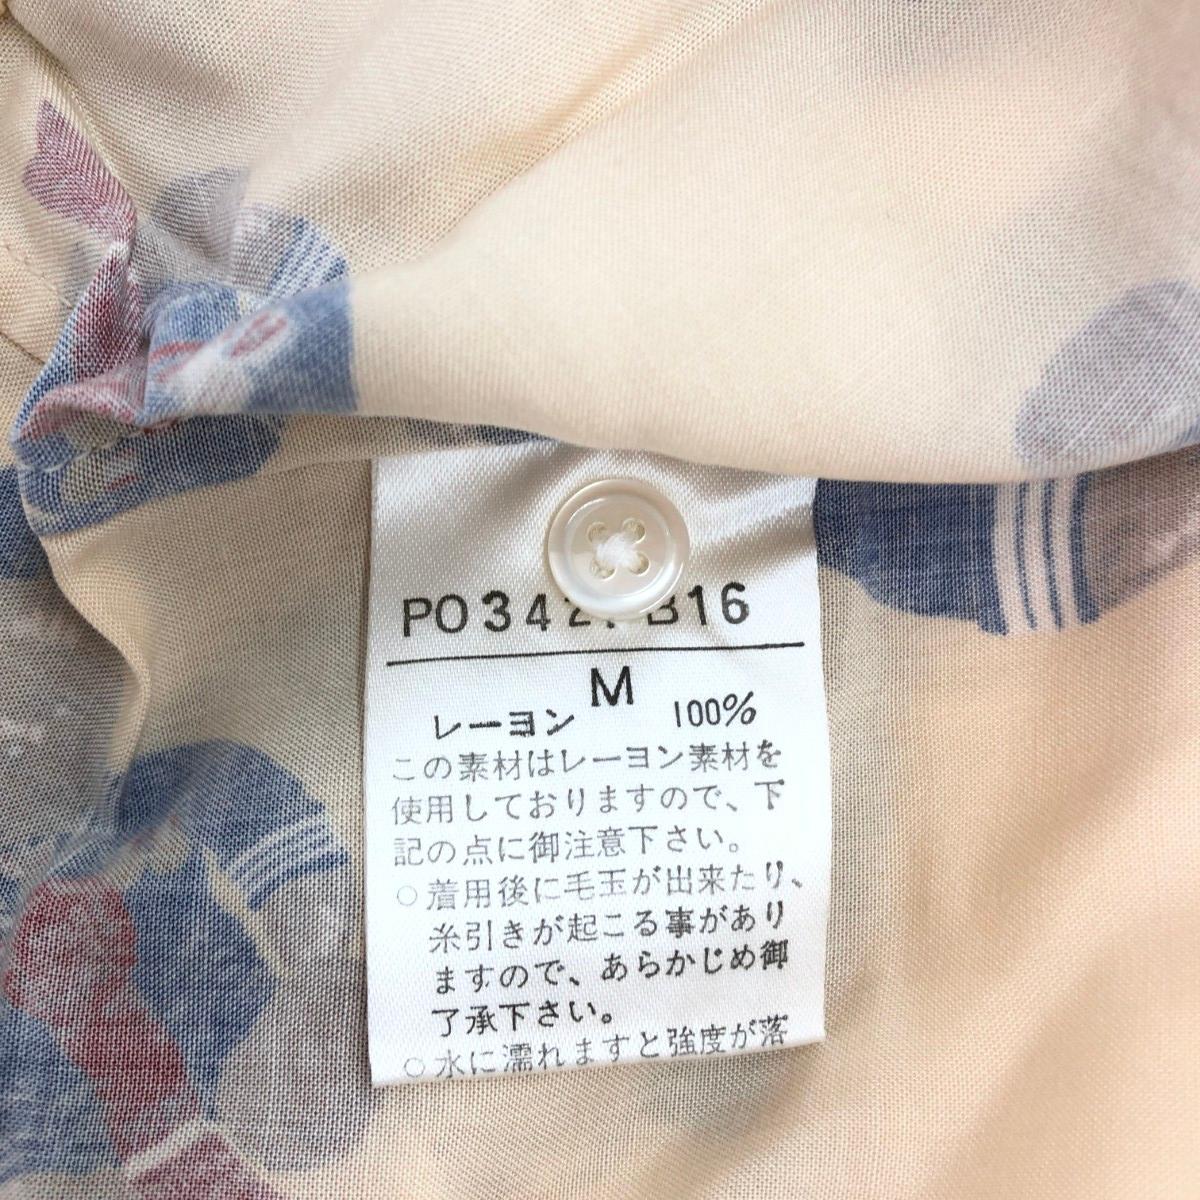 PO342 B16
M
レーヨン 100%
この素材はレーヨン素材を
使用しておりますので、下
記の点に御注意下さい。
○着用後に毛玉が出来たり、
糸引きが起こる事があり
ますので、あらかじめ御
了承下さい。
○水に濡れますと強度が落